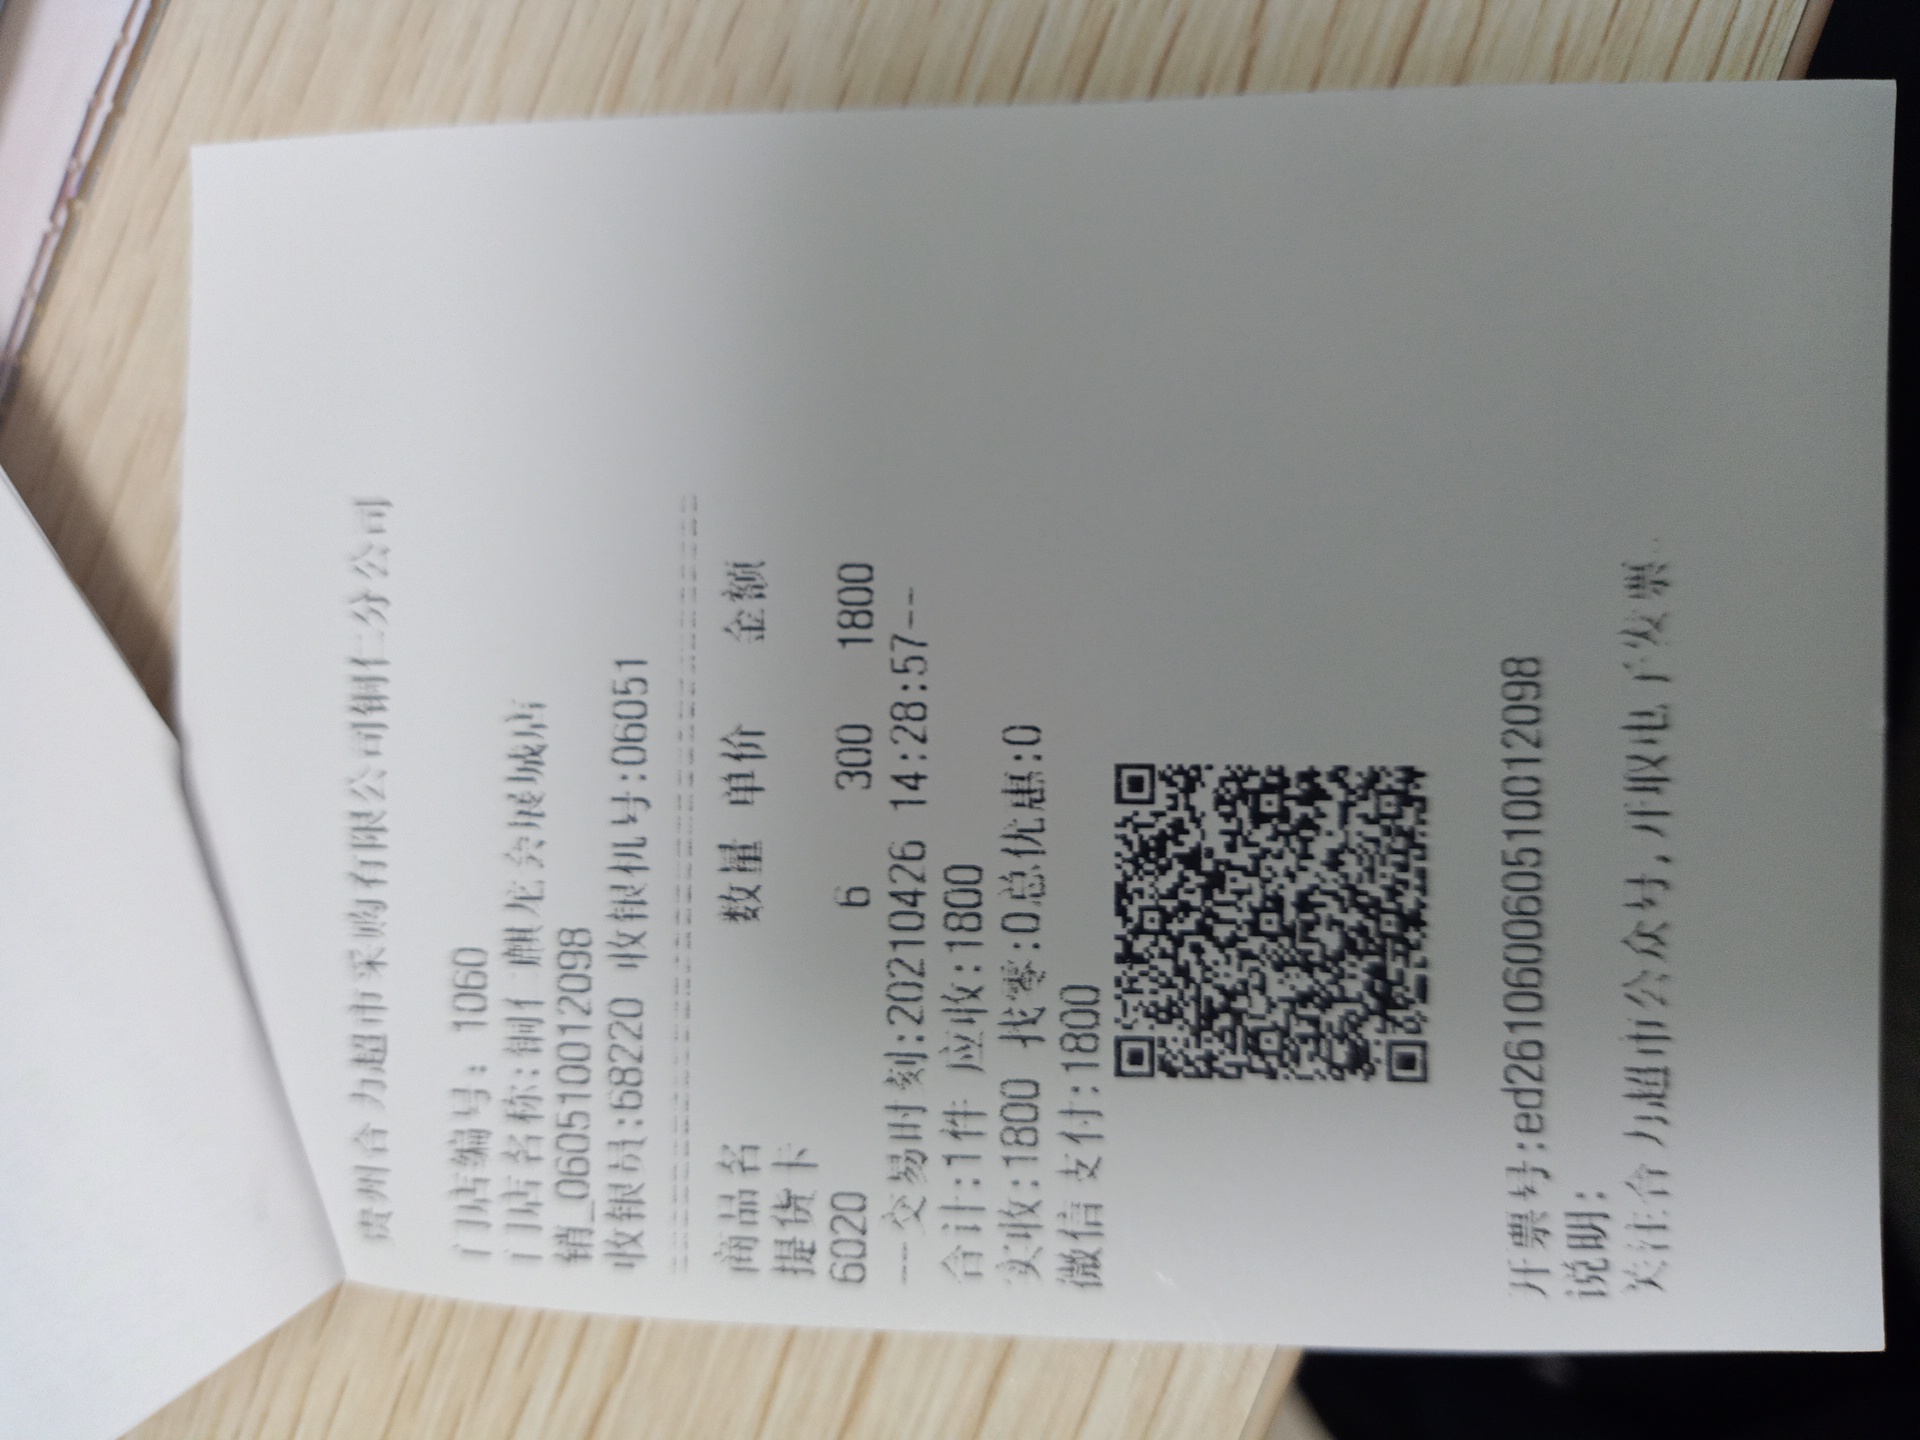 贵州合力超市采购有限公司铜仁分公司
门店编号: 1060
门店名称:铜仁麒龙会展城店
销_060510012098
收银员:68220 收银机号:06051
商品名 数量 单价 金额
提货卡
6020 6 300 1800
--交易时刻:20210426 14:28:57--
合计:1件 应收:1800
实收:1800 找零:0总优惠:0
微信支付:1800
开票号:ed26106006051​0012098
说明:
关注合力超市公众号,开取电子发票